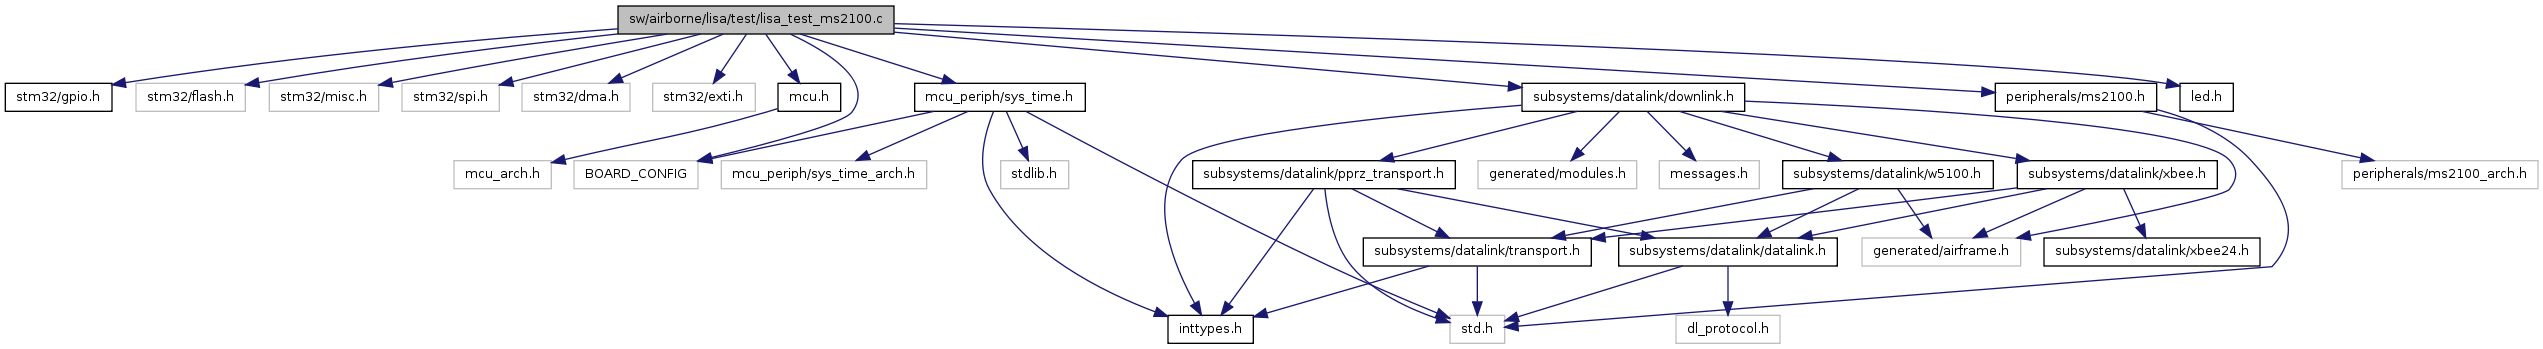 sw/airborne/lisa/test/lisa_test_ms2100.c
stm32/gpio.h
stm32/flash.h
stm32/misc.h
stm32/spi.h
stm32/dma.h
stm32/exti.h
mcu.h
mcu_periph/sys_time.h
subsystems/datalink/downlink.h
peripherals/ms2100.h
led.h
mcu_arch.h
BOARD_CONFIG
mcu_periph/sys_time_arch.h
stdlib.h
subsystems/datalink/pprz_transport.h
generated/modules.h
messages.h
subsystems/datalink/w5100.h
subsystems/datalink/xbee.h
peripherals/ms2100_arch.h
subsystems/datalink/transport.h
subsystems/datalink/datalink.h
generated/airframe.h
subsystems/datalink/xbee24.h
inttypes.h
std.h
dl_protocol.h